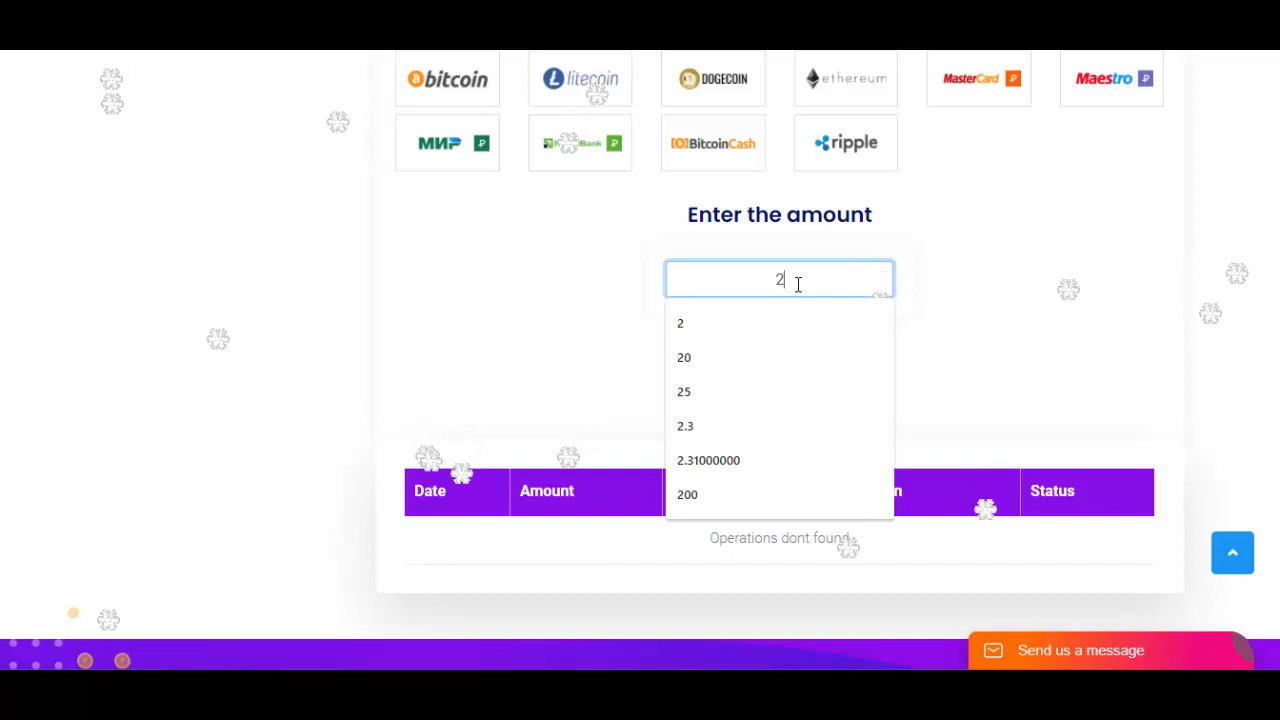 bitcoin
litecoin
DOGECOIN
ethereum
MasterCard
Maestro
МИР
Bank
BitcoinCash
ripple
Enter the amount
2
2
20
25
2.3
2.31000000
200
Date
Amount
n
Status
Operations dont found
Send us a message